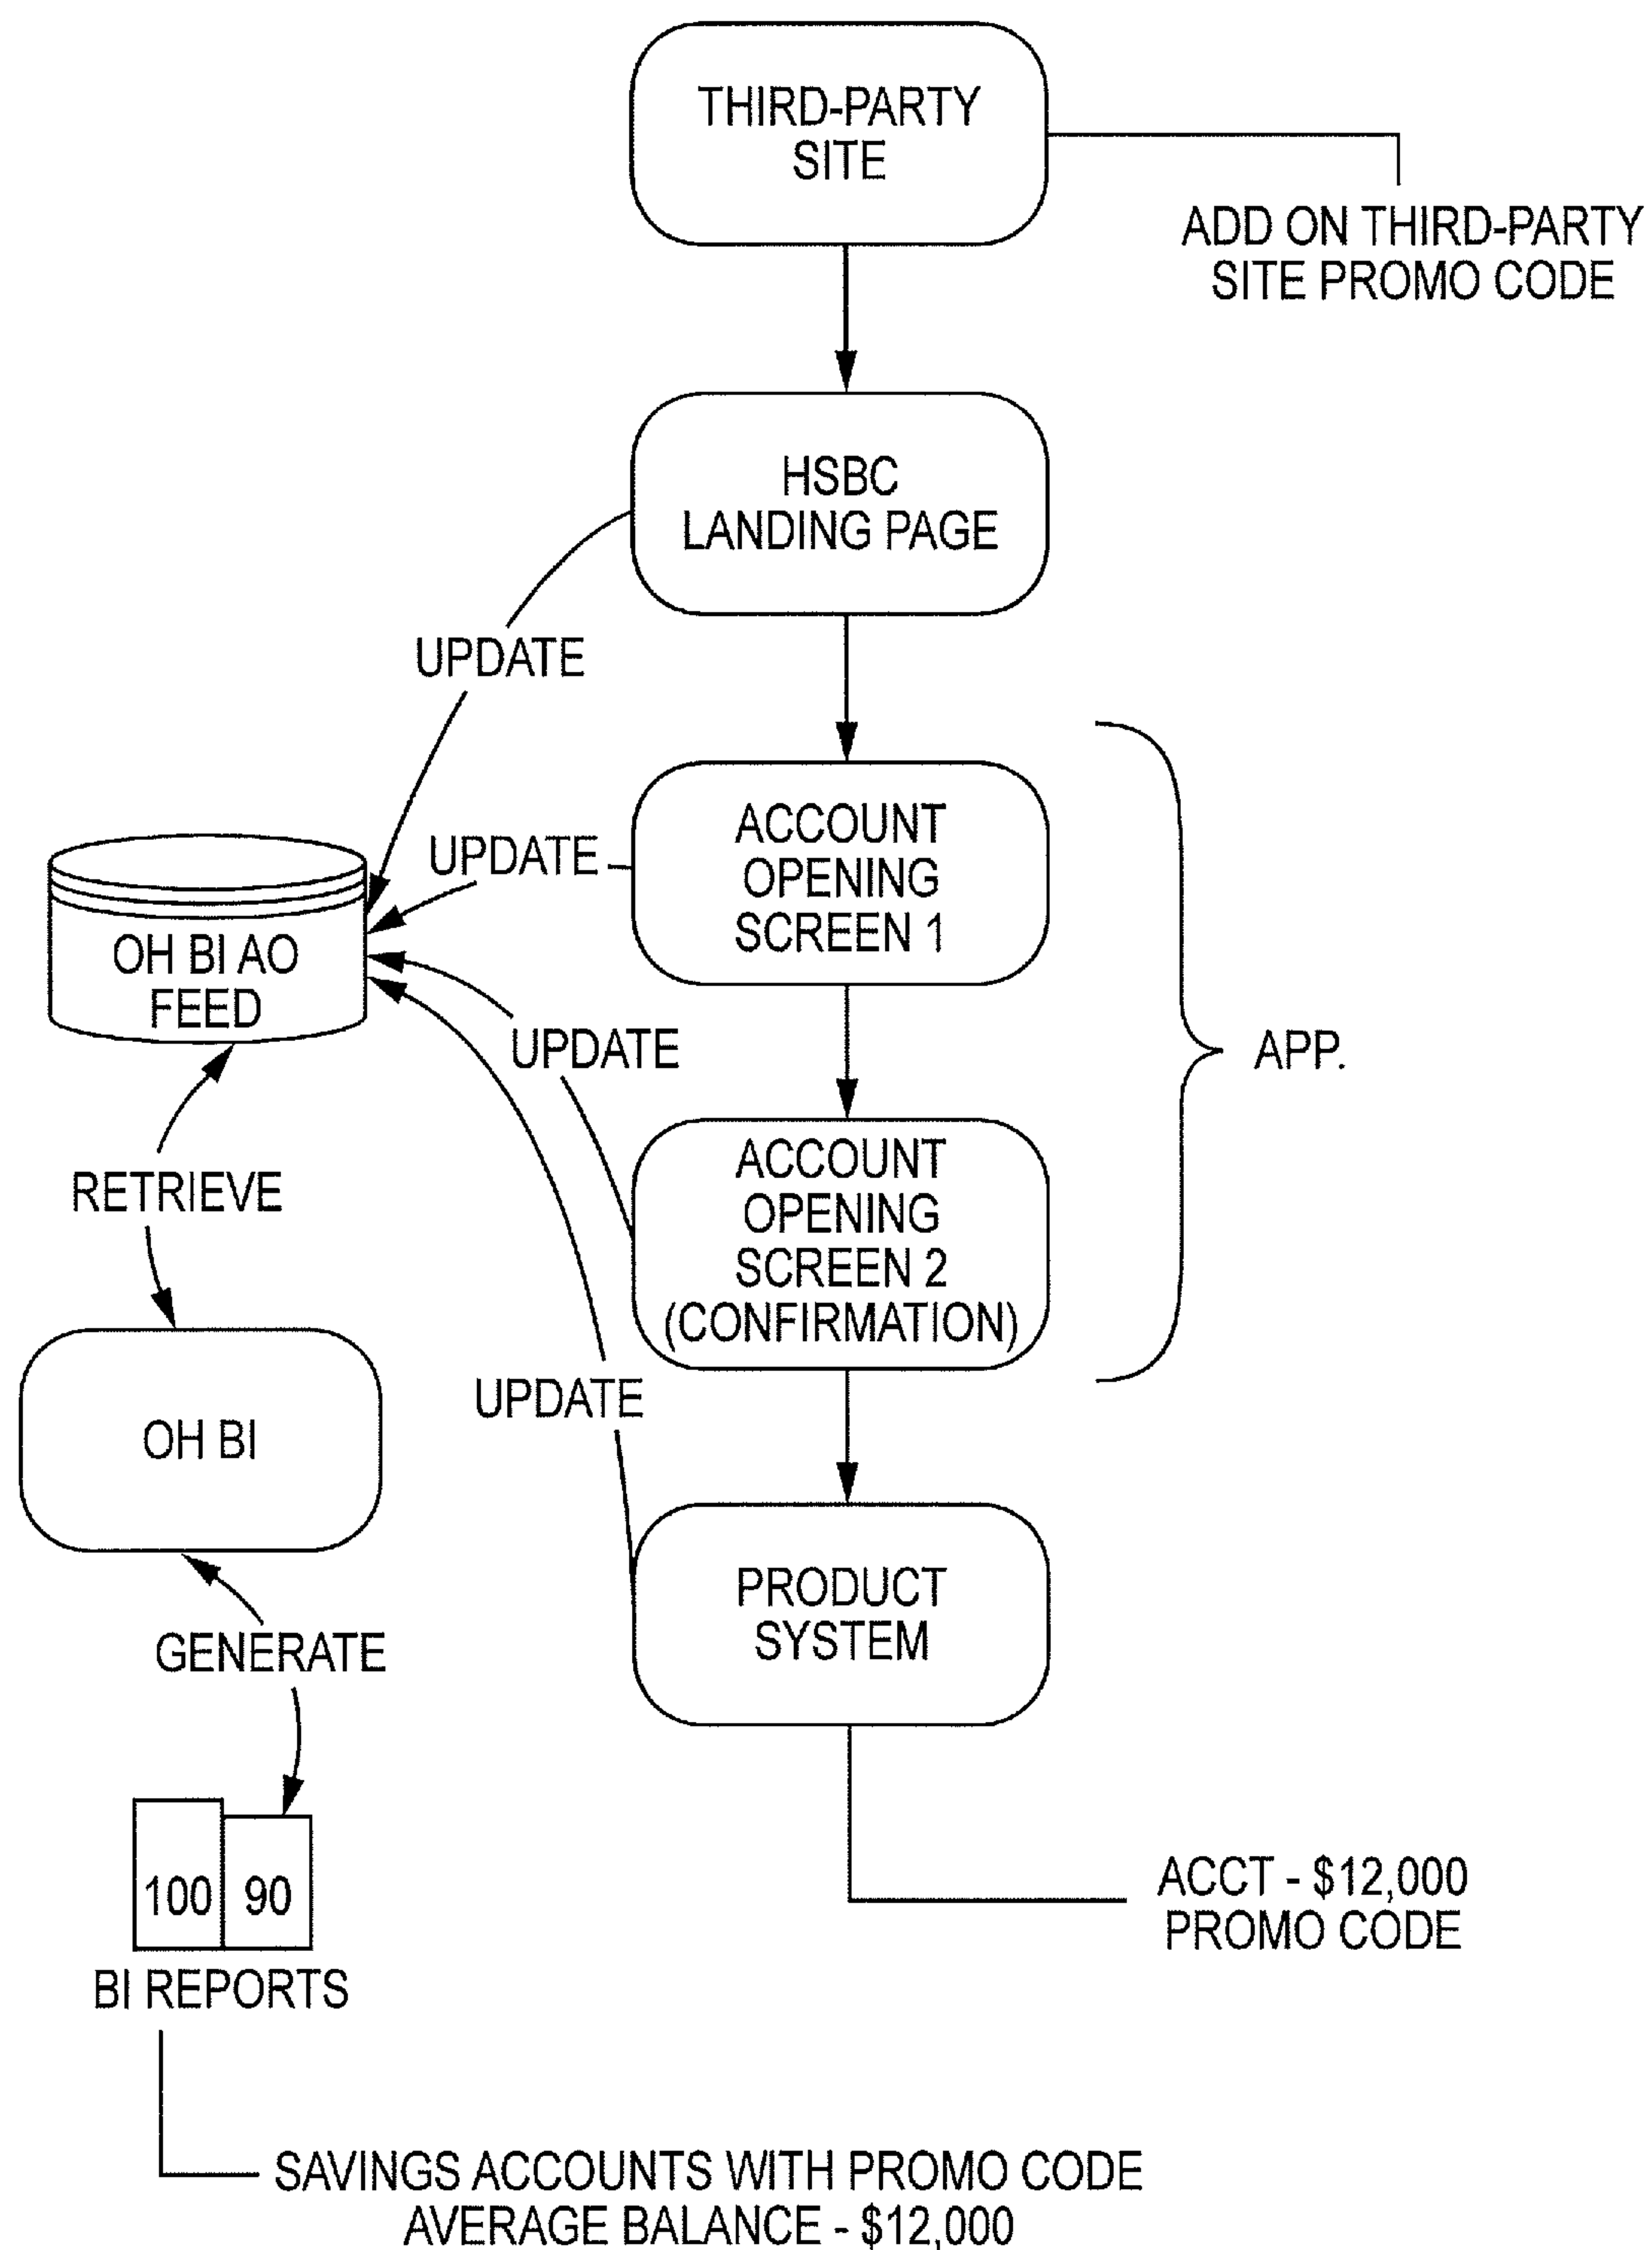 THIRD-PARTY
SITE
ADD ON THIRD-PARTY
SITE PROMO CODE
HSBC
LANDING PAGE
UPDATE
ACCOUNT
OPENING
SCREEN 1
UPDATE
OH BI AO
FEED
UPDATE
APP.
ACCOUNT
OPENING
SCREEN 2
(CONFIRMATION)
RETRIEVE
UPDATE
OH BI
PRODUCT
SYSTEM
GENERATE
100 90
BI REPORTS
ACCT - $12,000
PROMO CODE
SAVINGS ACCOUNTS WITH PROMO CODE
AVERAGE BALANCE - $12,000